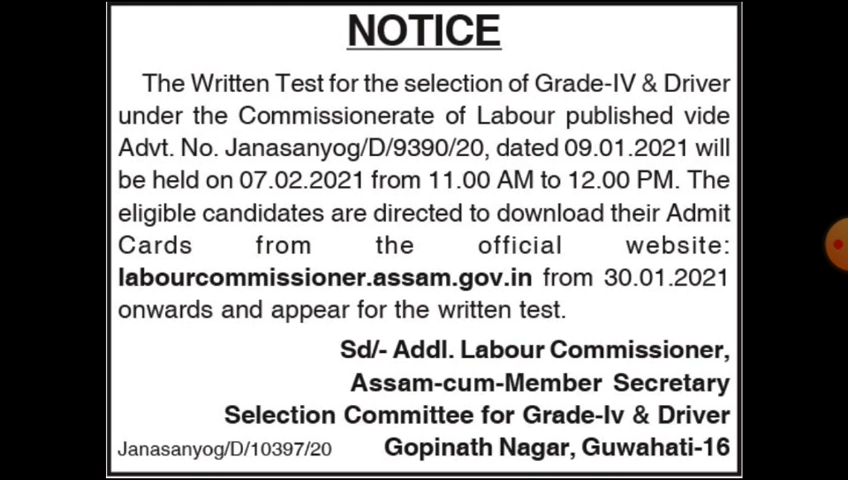 NOTICE
The Written Test for the selection of Grade-IV & Driver
under the Commissionerate of Labour published vide
Advt. No. Janasanyog/D/9390/20, dated 09.01.2021 will
be held on 07.02.2021 from 11.00 AM to 12.00 PM. The
eligible candidates are directed to download their Admit
Cards from the official website:
labourcommissioner.assam.gov.in from 30.01.2021
onwards and appear for the written test.
Sd/- Addl. Labour Commissioner,
Assam-cum-Member Secretary
Selection Committee for Grade-Iv & Driver
Janasanyog/D/10397/20 Gopinath Nagar, Guwahati-16